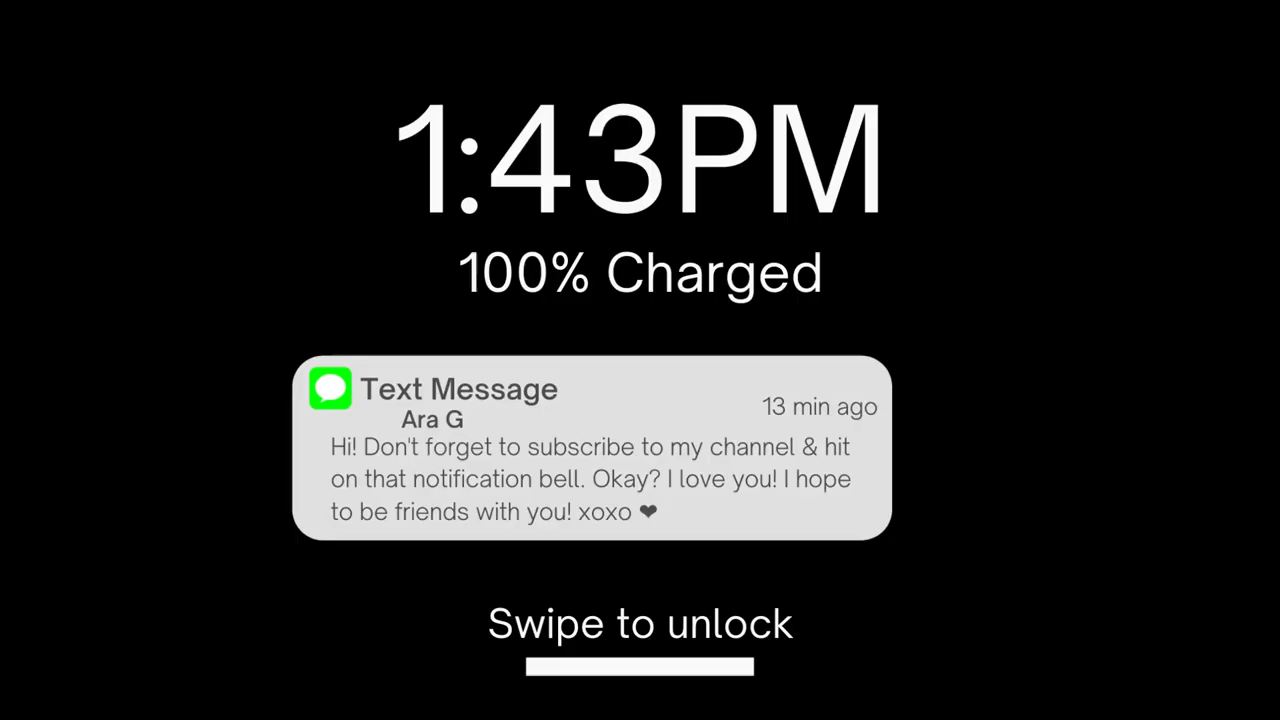 1:43PM
100% Charged
Text Message
Ara G
13 min ago
Hi! Don't forget to subscribe to my channel & hit
on that notification bell. Okay? I love you! I hope
to be friends with you! xoxo ❤
Swipe to unlock